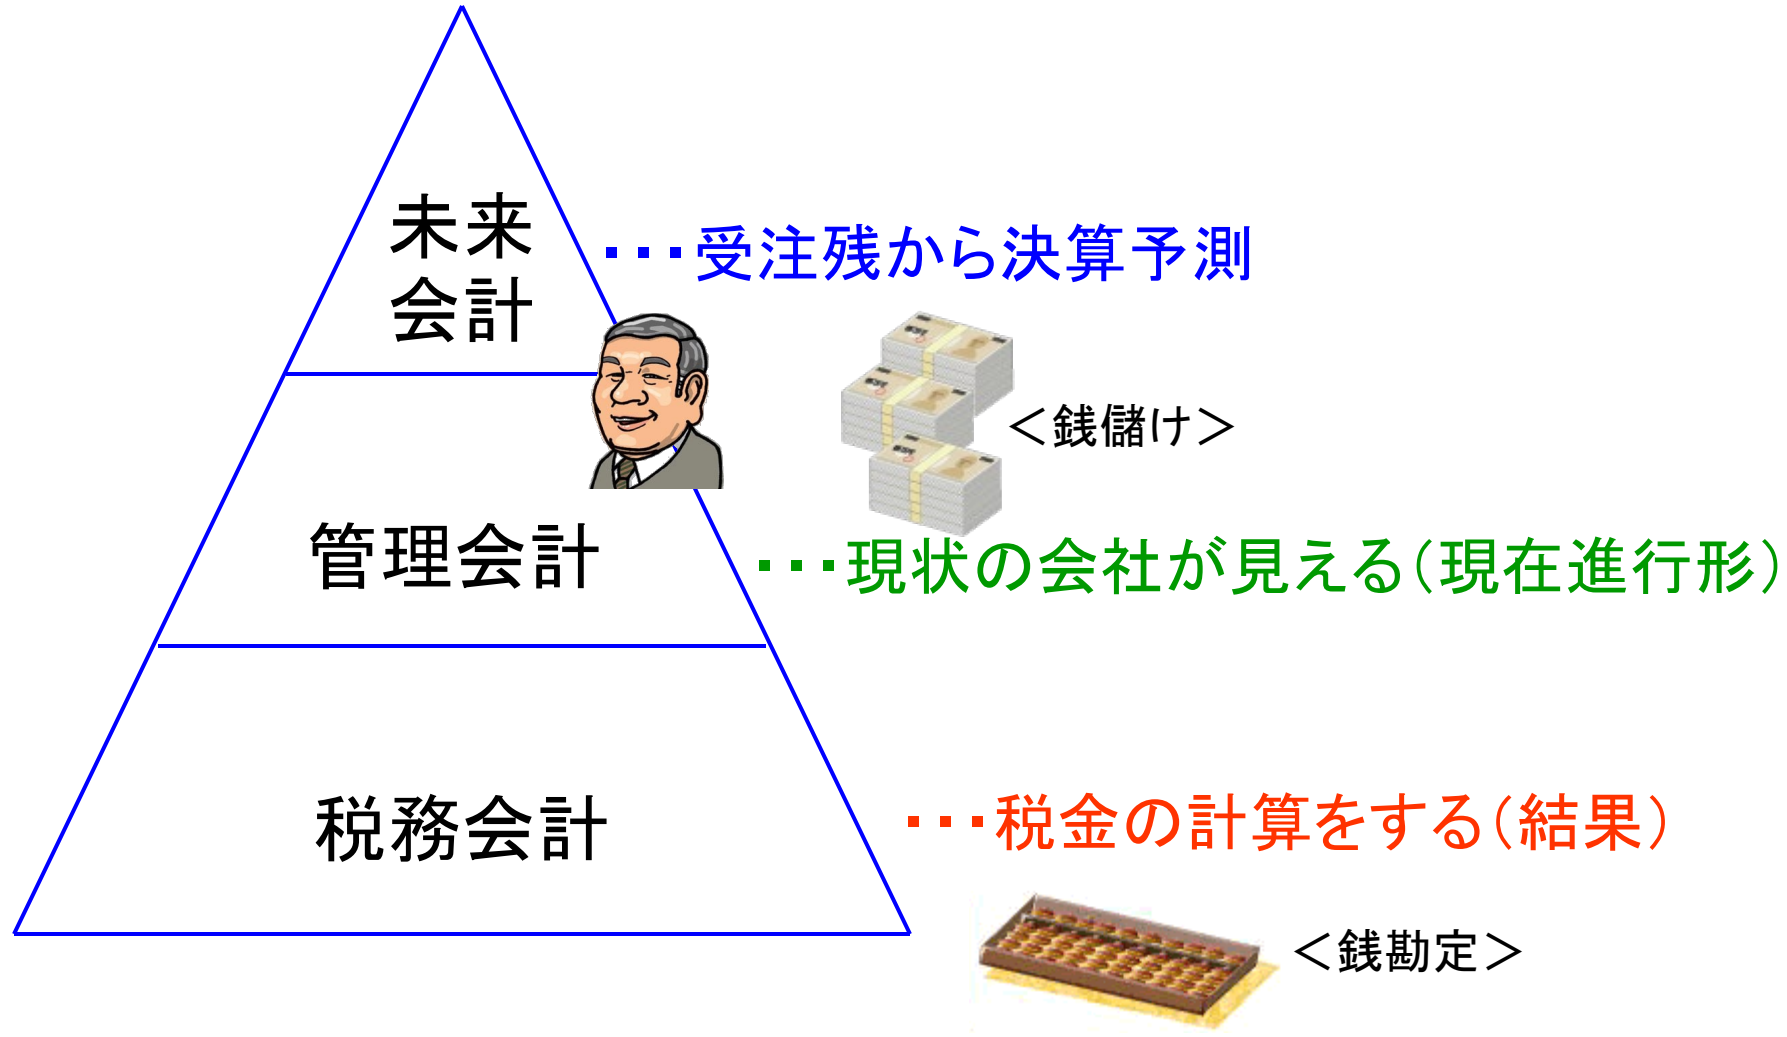 未来
会計
･･･受注残から決算予測
＜銭儲け＞
管理会計
･･･現状の会社が見える（現在進行形）
税務会計
･･･税金の計算をする（結果）
＜銭勘定＞